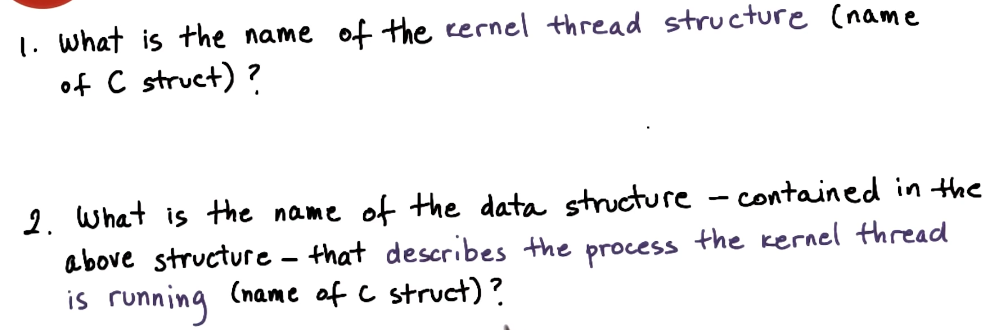 1. What is the name of the kernel thread structure (name
of C struct)?
2. What is the name of the data structure – contained in the
above structure – that describes the process the kernel thread
is running (name of c struct)?